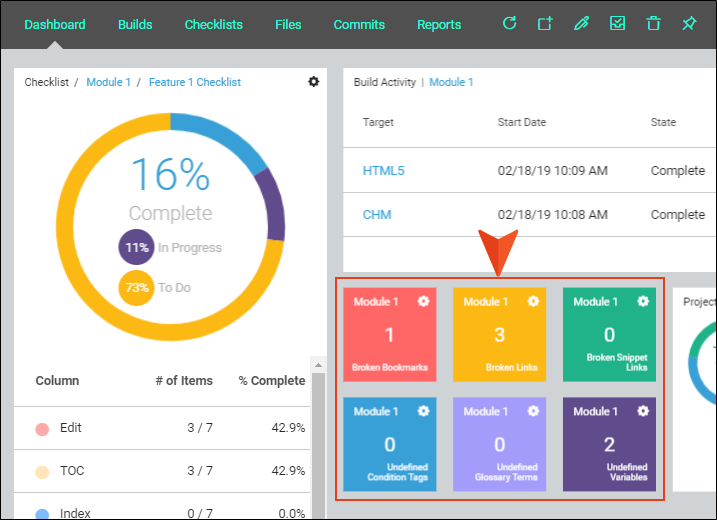 Dashboard Builds Checklists Files Commits Reports
Checklist / Module 1 / Feature 1 Checklist
16%
Complete
11% In Progress
73% To Do
Column # of Items % Complete
Edit 3 / 7 42.9%
TOC 3 / 7 42.9%
Index 0 / 7 0.0%
Build Activity | Module 1
Target Start Date State
HTML5 02/18/19 10:09 AM Complete
CHM 02/18/19 10:08 AM Complete
Module 1
1
Broken Bookmarks
Module 1
3
Broken Links
Module 1
0
Broken Snippet
Links
Module 1
0
Undefined
Condition Tags
Module 1
0
Undefined
Glossary Terms
Module 1
2
Undefined
Variables